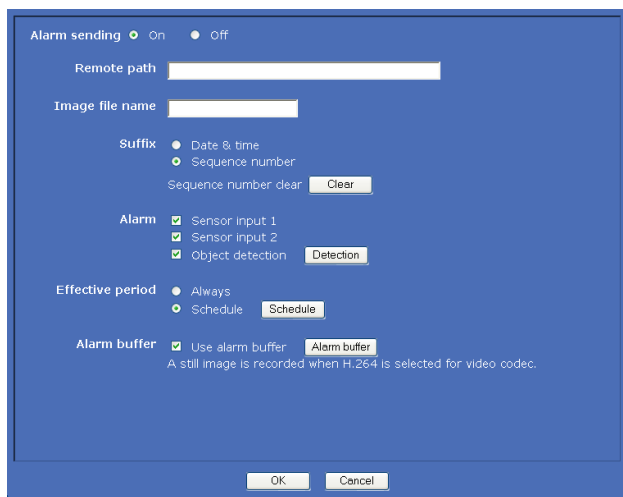 Alarm sending On Off
Remote path
Image file name
Suffix Date & time
Sequence number
Sequence number clear Clear
Alarm Sensor input 1
Sensor input 2
Object detection Detection
Effective period Always
Schedule Schedule
Alarm buffer Use alarm buffer Alarm buffer
A still image is recorded when H.264 is selected for video codec.
OK Cancel